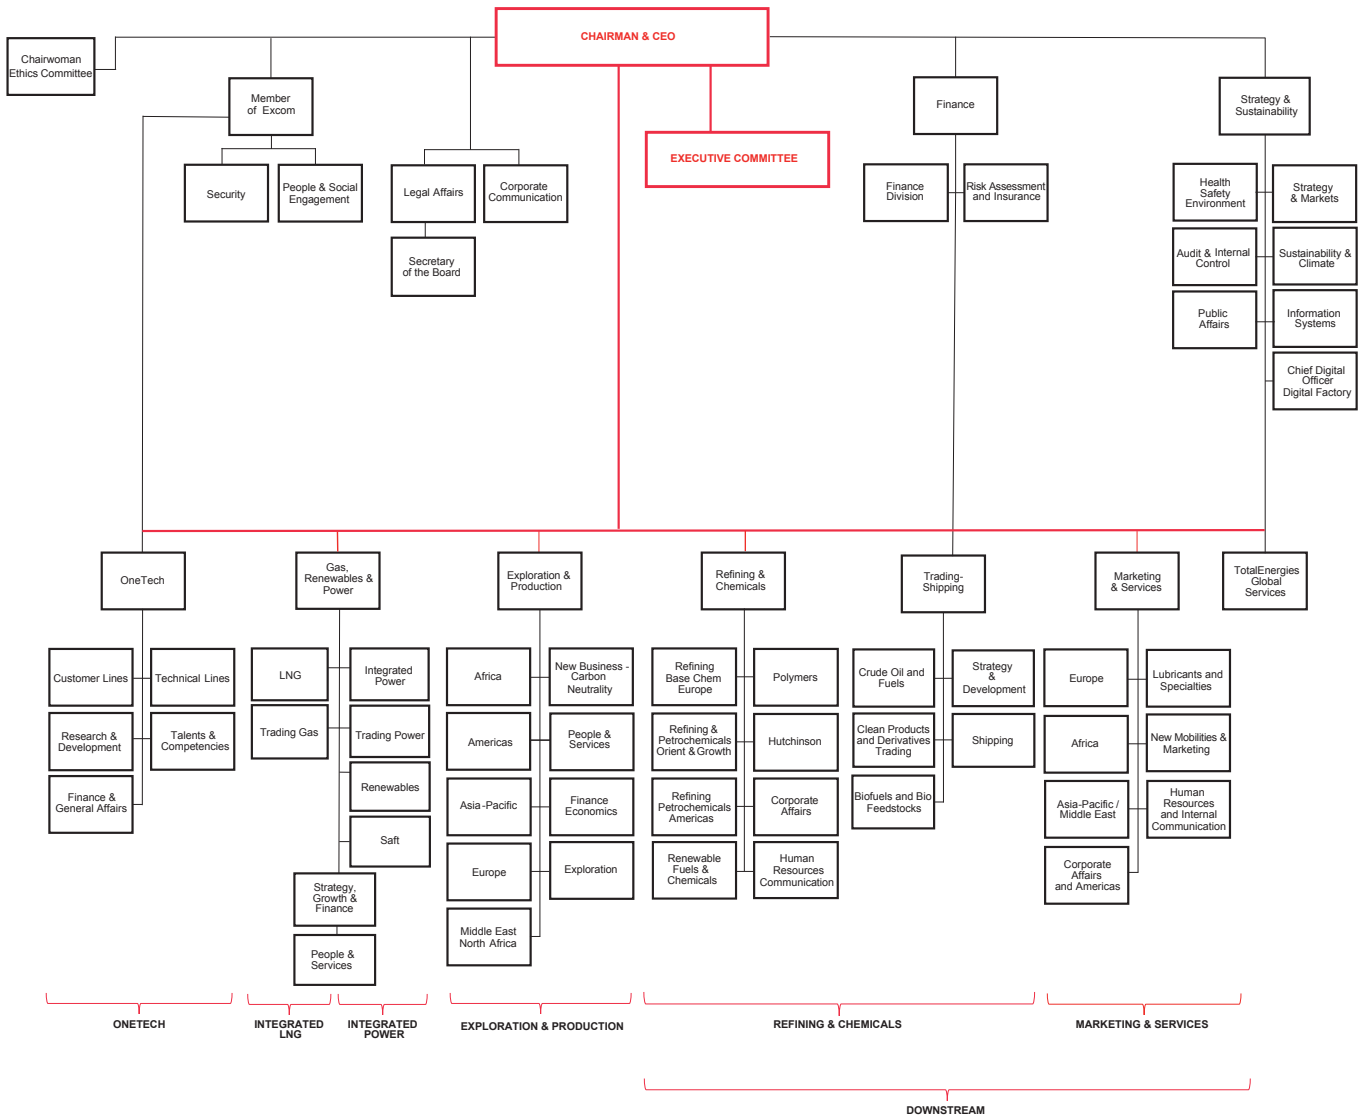 CHAIRMAN & CEO
Chairwoman
Ethics Committee
Member
of Excom
Finance
Strategy &
Sustainability
EXECUTIVE COMMITTEE
Security
People & Social
Engagement
Legal Affairs
Corporate
Communication
Secretary
of the Board
Finance
Division
Risk Assessment
and Insurance
Health
Safety
Environment
Strategy
& Markets
Audit & Internal
Control
Sustainability &
Climate
Public
Affairs
Information
Systems
Chief Digital
Officer
Digital Factory
OneTech
Gas,
Renewables &
Power
Exploration &
Production
Refining &
Chemicals
Trading-
Shipping
Marketing
& Services
TotalEnergies
Global
Services
Customer Lines
Technical Lines
Research &
Development
Talents &
Competencies
Finance &
General Affairs
LNG
Integrated
Power
Trading Gas
Trading Power
Renewables
Saft
Strategy,
Growth &
Finance
People &
Services
Africa
New Business -
Carbon
Neutrality
Americas
People &
Services
Asia-Pacific
Finance
Economics
Europe
Exploration
Middle East
North Africa
Refining
Base Chem
Europe
Polymers
Refining &
Petrochemicals
Orient & Growth
Hutchinson
Refining
Petrochemicals
Americas
Corporate
Affairs
Renewable
Fuels &
Chemicals
Human
Resources
Communication
Crude Oil and
Fuels
Strategy
&
Development
Clean Products
and Derivatives
Trading
Shipping
Biofuels and Bio
Feedstocks
Europe
Lubricants and
Specialties
Africa
New Mobilities &
Marketing
Asia-Pacific /
Middle East
Human
Resources
and Internal
Communication
Corporate
Affairs
and Americas
ONETECH
INTEGRATED
LNG
INTEGRATED
POWER
EXPLORATION & PRODUCTION
REFINING & CHEMICALS
MARKETING & SERVICES
DOWNSTREAM